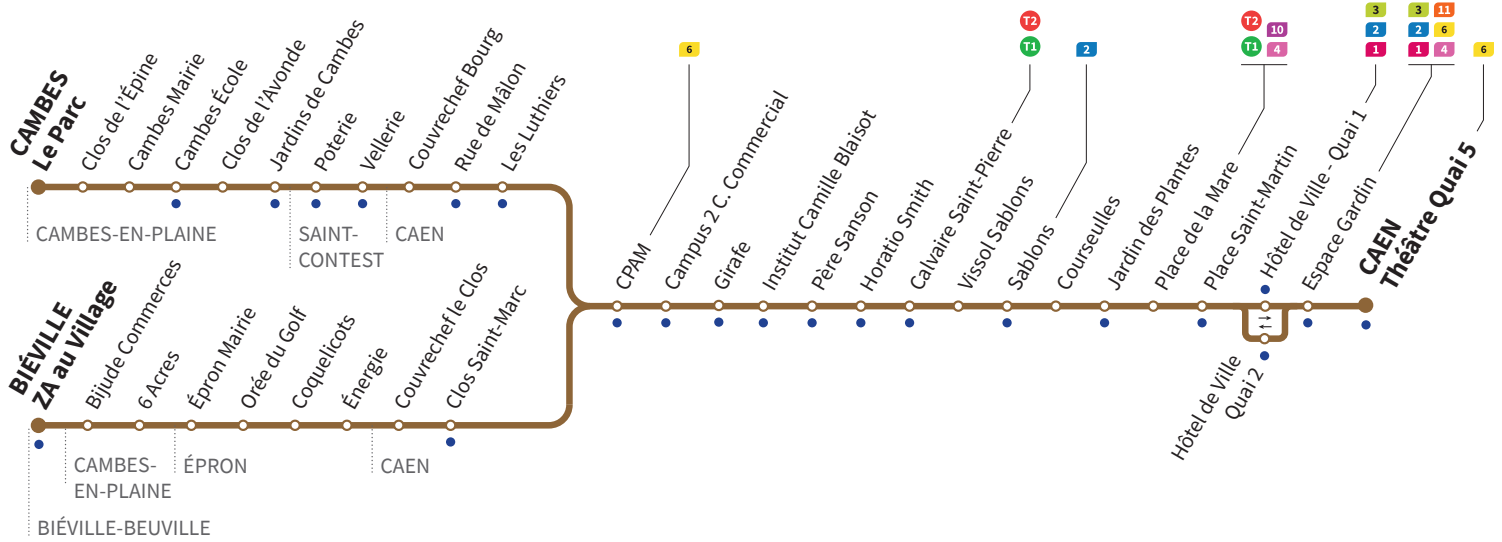 CAMBES
Le Parc
Clos de l'Épine
Cambes Mairie
Cambes École
Clos de l'Avonde
Jardins de Cambes
Poterie
Vellerie
Couvrechef Bourg
Rue de Mâlon
Les Luthiers
CAMBES-EN-PLAINE
SAINT-
CONTEST
CAEN
BIÉVILLE
ZA au Village
Bijude Commerces
6 Acres
Épron Mairie
Orée du Golf
Coquelicots
Énergie
Couvrechef le Clos
Clos Saint-Marc
CAMBES-
EN-PLAINE
ÉPRON
CAEN
BIÉVILLE-BEUVILLE
6
CPAM
Campus 2 C. Commercial
Girafe
Institut Camille Blaisot
Père Sanson
Horatio Smith
T2
T1
Calvaire Saint-Pierre
Vissol Sablons
2
Sablons
Courseulles
Jardin des Plantes
T2 10
T1 4
Place de la Mare
Place Saint-Martin
3
2
1
Hôtel de Ville - Quai 1
Hôtel de Ville
Quai 2
3 11
2 6
1 4
Espace Gardin
6
CAEN
Théâtre Quai 5